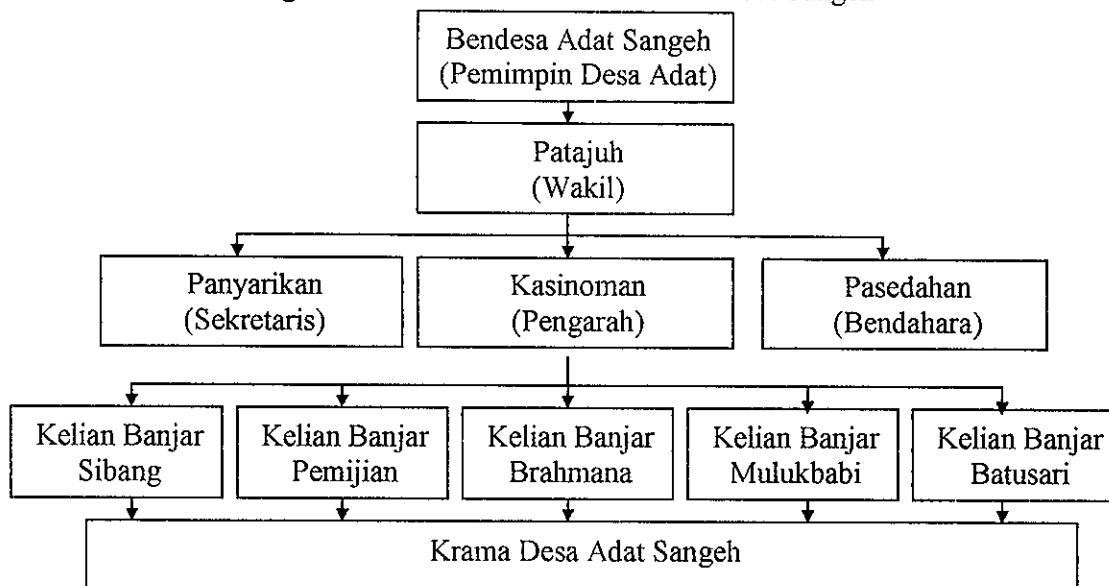 Bendesa Adat Sangeh
(Pemimpin Desa Adat)
Patajuh
(Wakil)
Panyarikan
(Sekretaris)
Kasinoman
(Pengarah)
Pasedahan
(Bendahara)
Kelian Banjar
Sibang
Kelian Banjar
Pemijian
Kelian Banjar
Brahmana
Kelian Banjar
Mulukbabi
Kelian Banjar
Batusari
Krama Desa Adat Sangeh